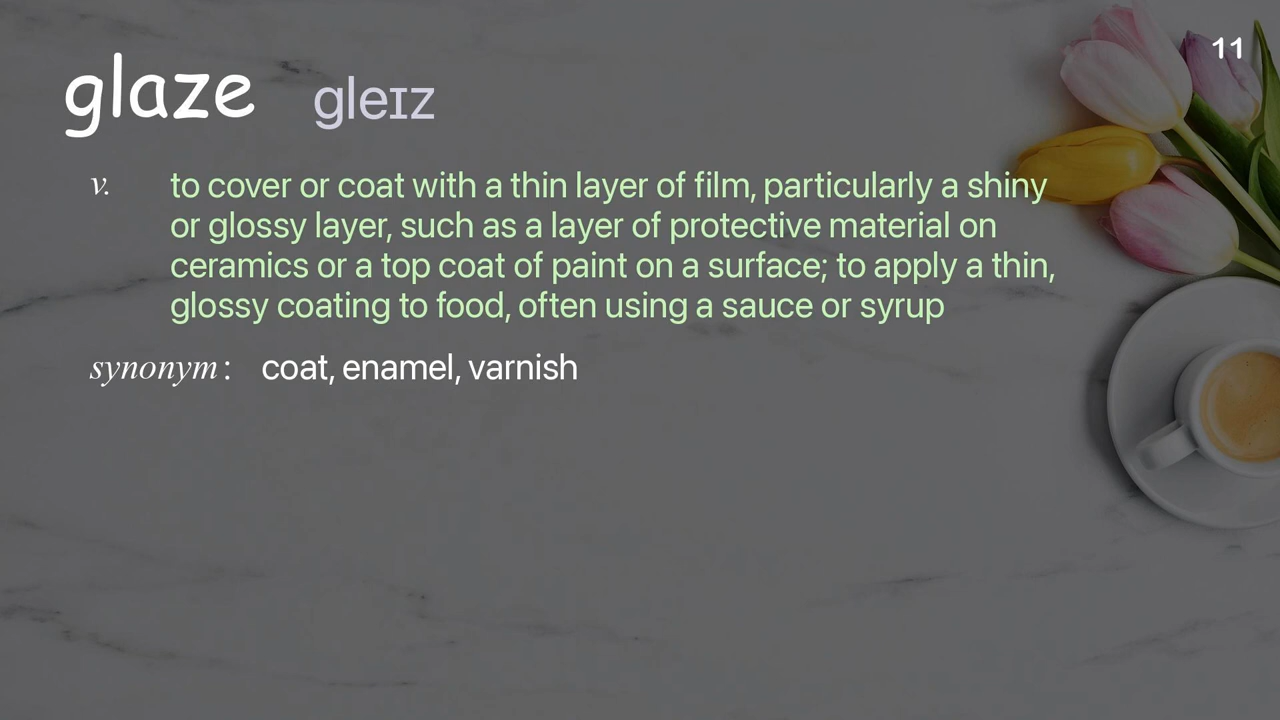 11
glaze gleɪz
v. to cover or coat with a thin layer of film, particularly a shiny
or glossy layer, such as a layer of protective material on
ceramics or a top coat of paint on a surface; to apply a thin,
glossy coating to food, often using a sauce or syrup
synonym : coat, enamel, varnish